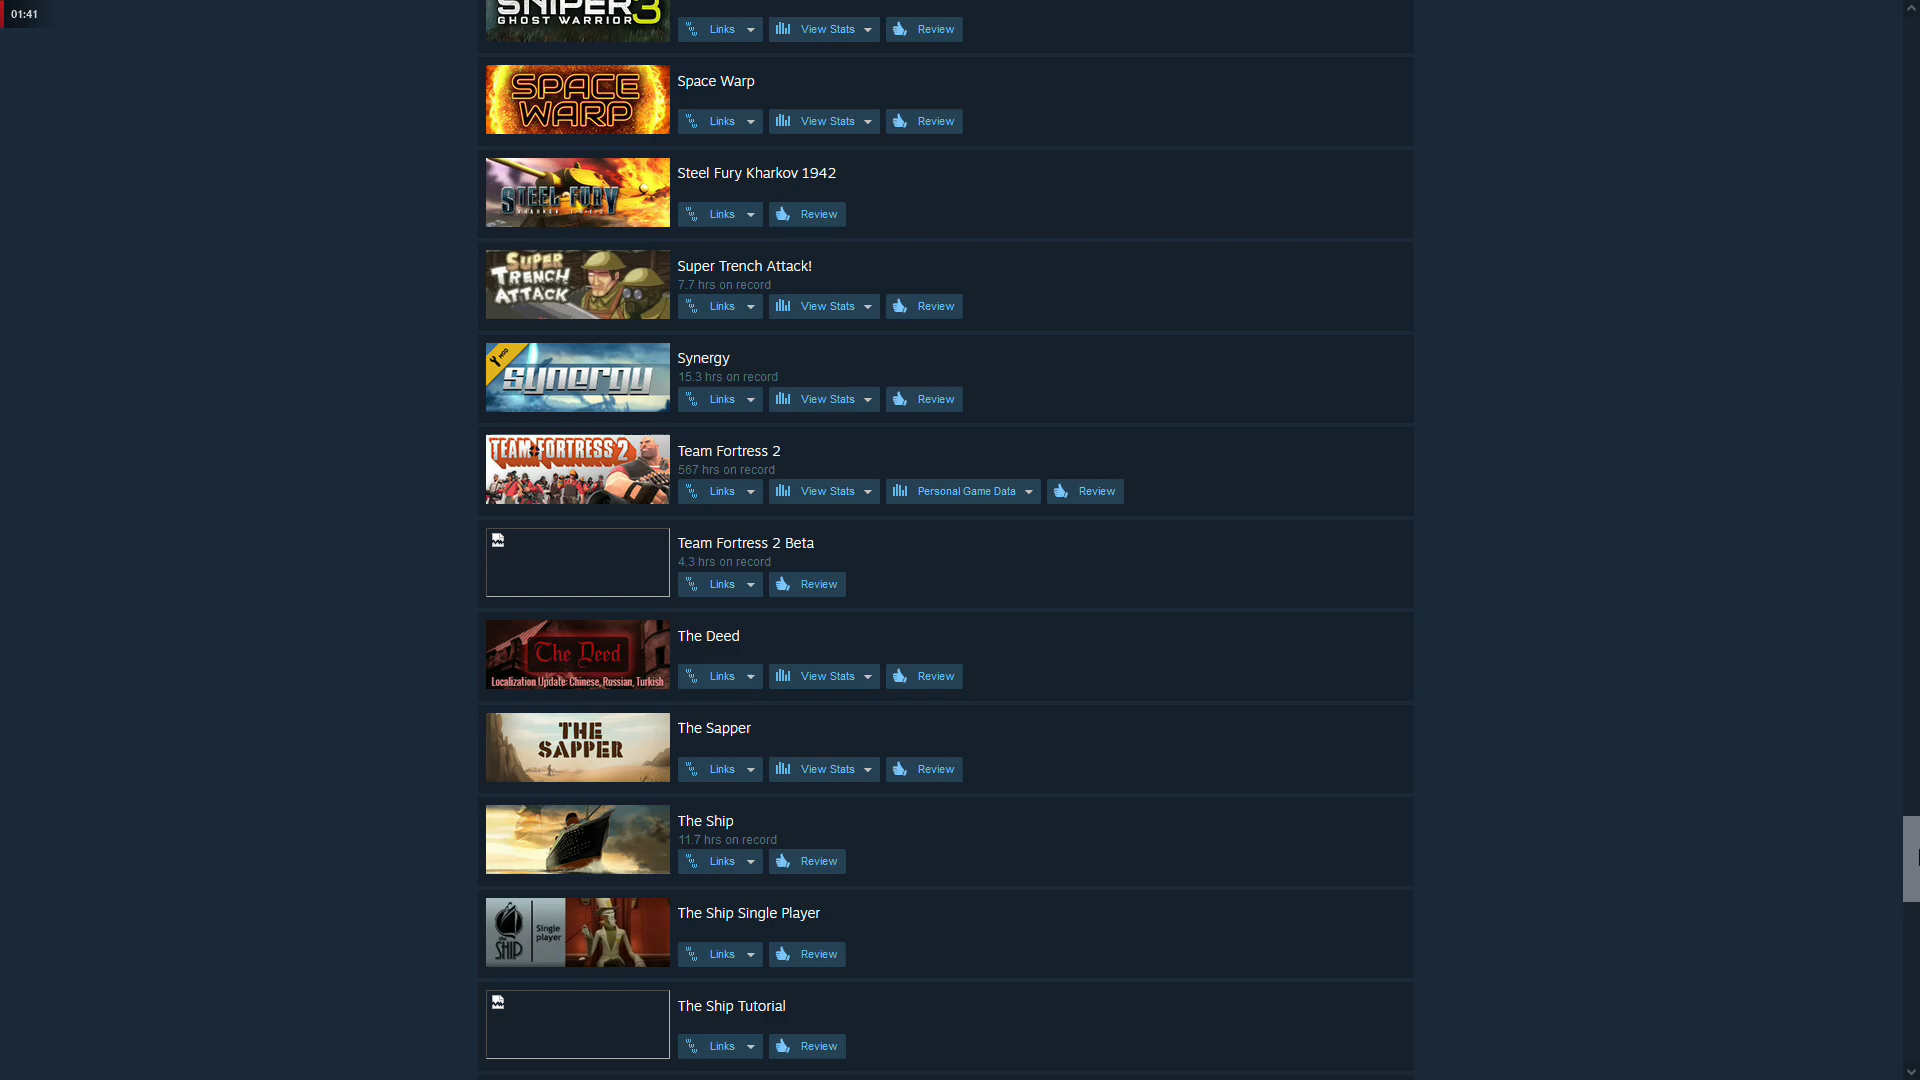 01:41
SNIPER 3
GHOST WARRIOR
Links
View Stats
Review
SPACE
WARP
Space Warp
Links
View Stats
Review
STEEL FURY
KHARKOV 1942
Steel Fury Kharkov 1942
Links
Review
SUPER
TRENCH
ATTACK
Super Trench Attack!
7.7 hrs on record
Links
View Stats
Review
MOD
synergy
Synergy
15.3 hrs on record
Links
View Stats
Review
TEAM FORTRESS 2
Team Fortress 2
567 hrs on record
Links
View Stats
Personal Game Data
Review
Team Fortress 2 Beta
4.3 hrs on record
Links
Review
The Deed
Localization Update: Chinese, Russian, Turkish
The Deed
Links
View Stats
Review
THE
SAPPER
The Sapper
Links
View Stats
Review
The Ship
11.7 hrs on record
Links
Review
the
SHIP
Single
player
The Ship Single Player
Links
Review
The Ship Tutorial
Links
Review